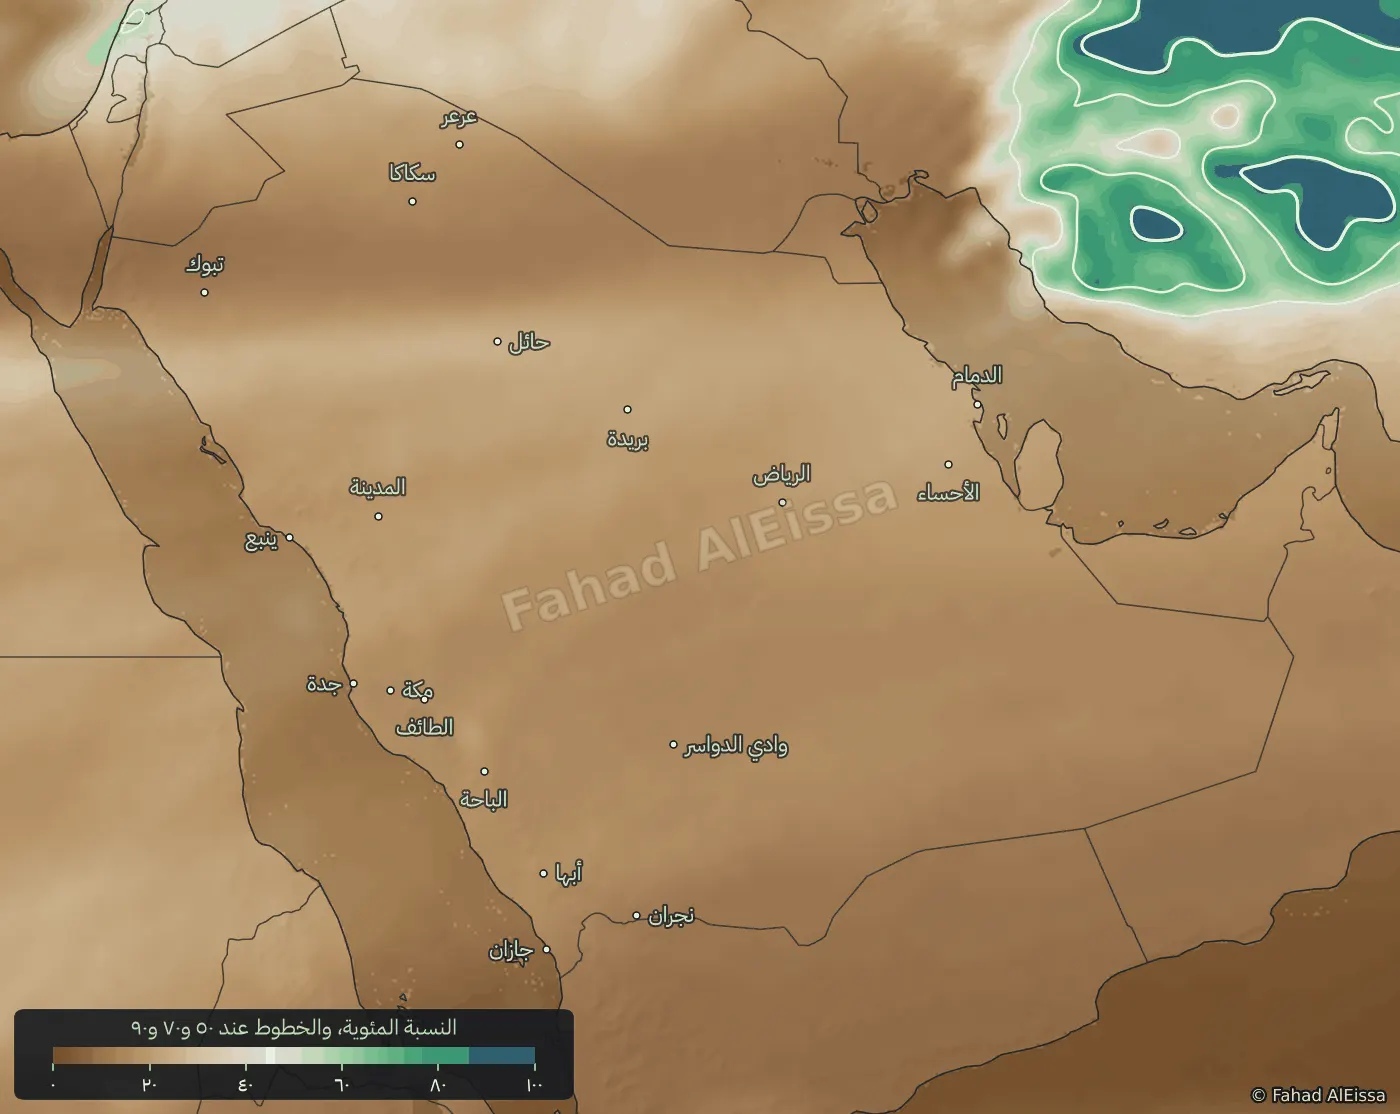 عرعر
سكاكا
تبوك
حائل
الدمام
بريدة
الرياض
الأحساء
المدينة
ينبع
Fahad AlEissa
جدة
مكة
الطائف
وادي الدواسر
الباحة
أبها
نجران
جازان
النسبة المئوية، والخطوط عند ٥٠ و٧٠ و٩٠
٠ ٢٠ ٤٠ ٦٠ ٨٠ ١٠٠
© Fahad AlEissa